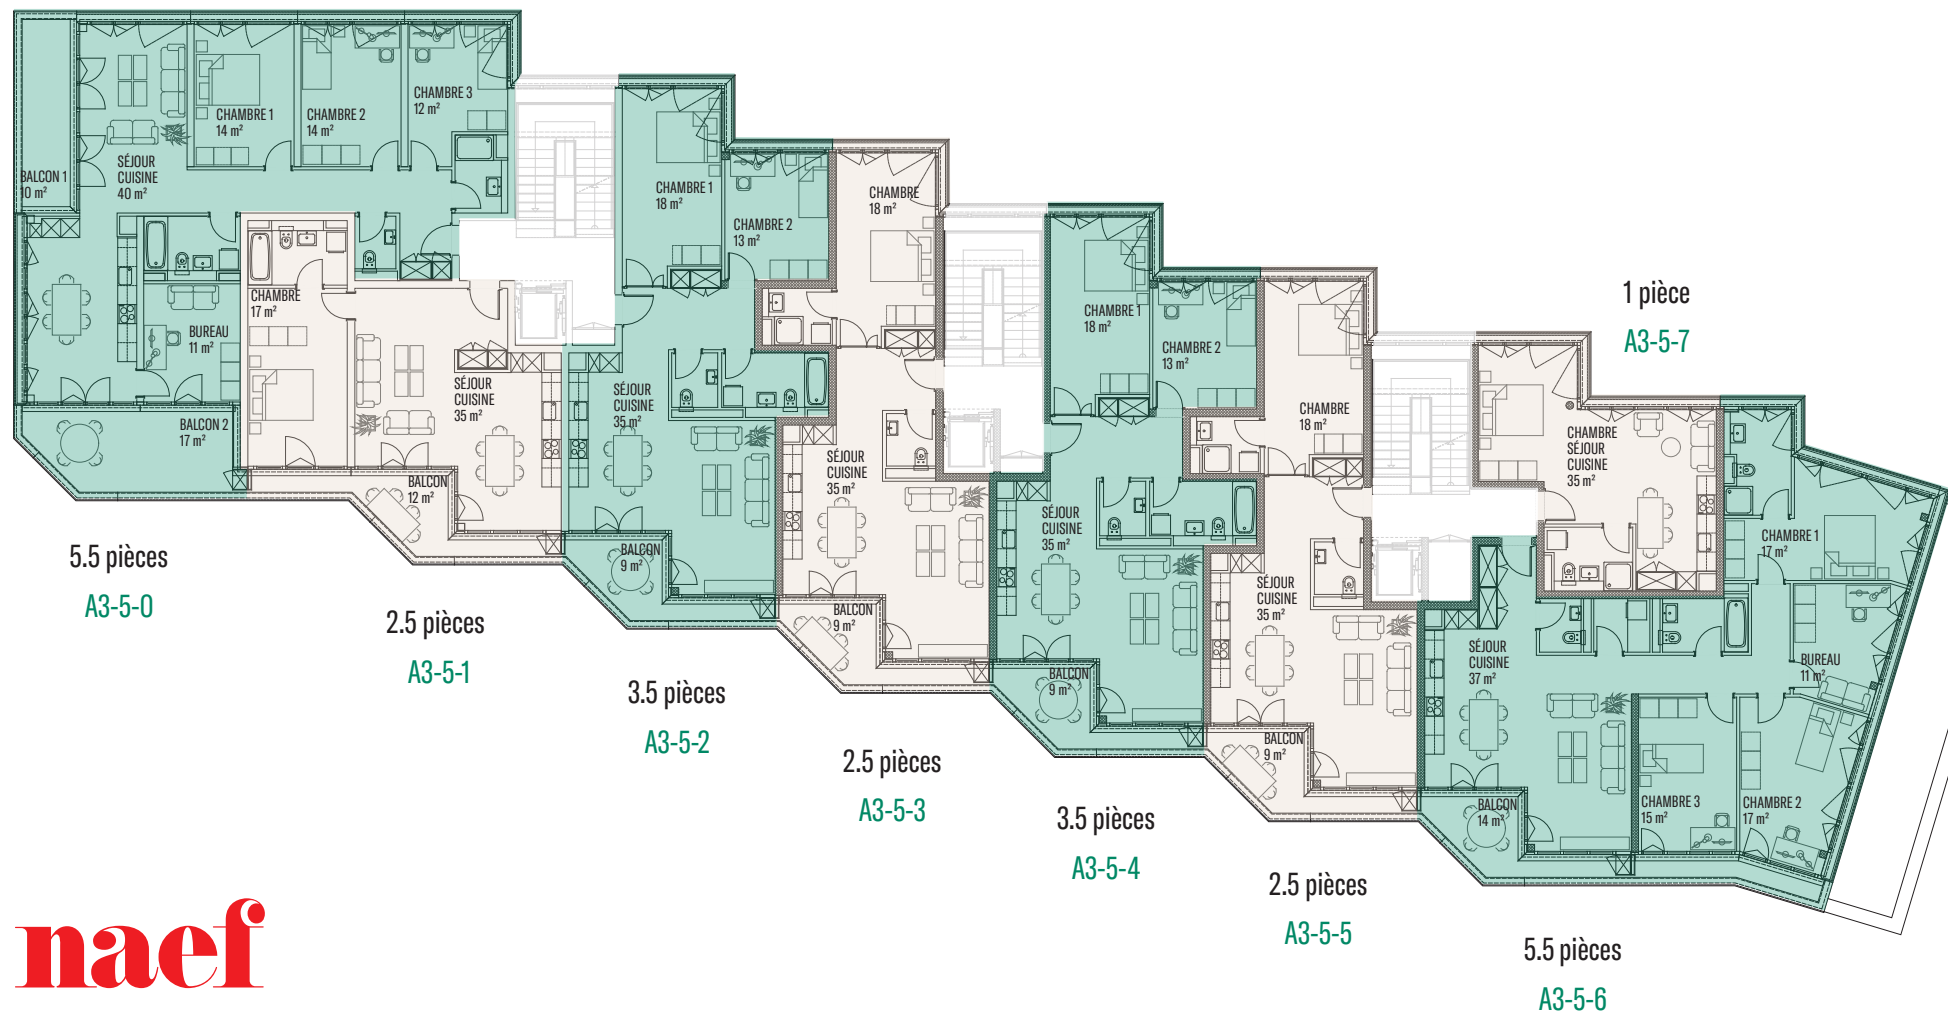 BALCON 1
10 m²
SÉJOUR
CUISINE
40 m²
CHAMBRE 1
14 m²
CHAMBRE 2
14 m²
CHAMBRE 3
12 m²
BUREAU
11 m²
BALCON 2
17 m²
5.5 pièces
A3-5-0
CHAMBRE
17 m²
SÉJOUR
CUISINE
35 m²
BALCON
12 m²
2.5 pièces
A3-5-1
CHAMBRE 1
18 m²
CHAMBRE 2
13 m²
SÉJOUR
CUISINE
35 m²
BALCON
9 m²
3.5 pièces
A3-5-2
CHAMBRE
18 m²
SÉJOUR
CUISINE
35 m²
BALCON
9 m²
2.5 pièces
A3-5-3
CHAMBRE 1
18 m²
CHAMBRE 2
13 m²
SÉJOUR
CUISINE
35 m²
BALCON
9 m²
3.5 pièces
A3-5-4
CHAMBRE
18 m²
SÉJOUR
CUISINE
35 m²
BALCON
9 m²
2.5 pièces
A3-5-5
1 pièce
A3-5-7
CHAMBRE
SÉJOUR
CUISINE
35 m²
CHAMBRE 1
17 m²
BUREAU
11 m²
SÉJOUR
CUISINE
37 m²
CHAMBRE 3
15 m²
CHAMBRE 2
17 m²
BALCON
14 m²
5.5 pièces
A3-5-6
naef